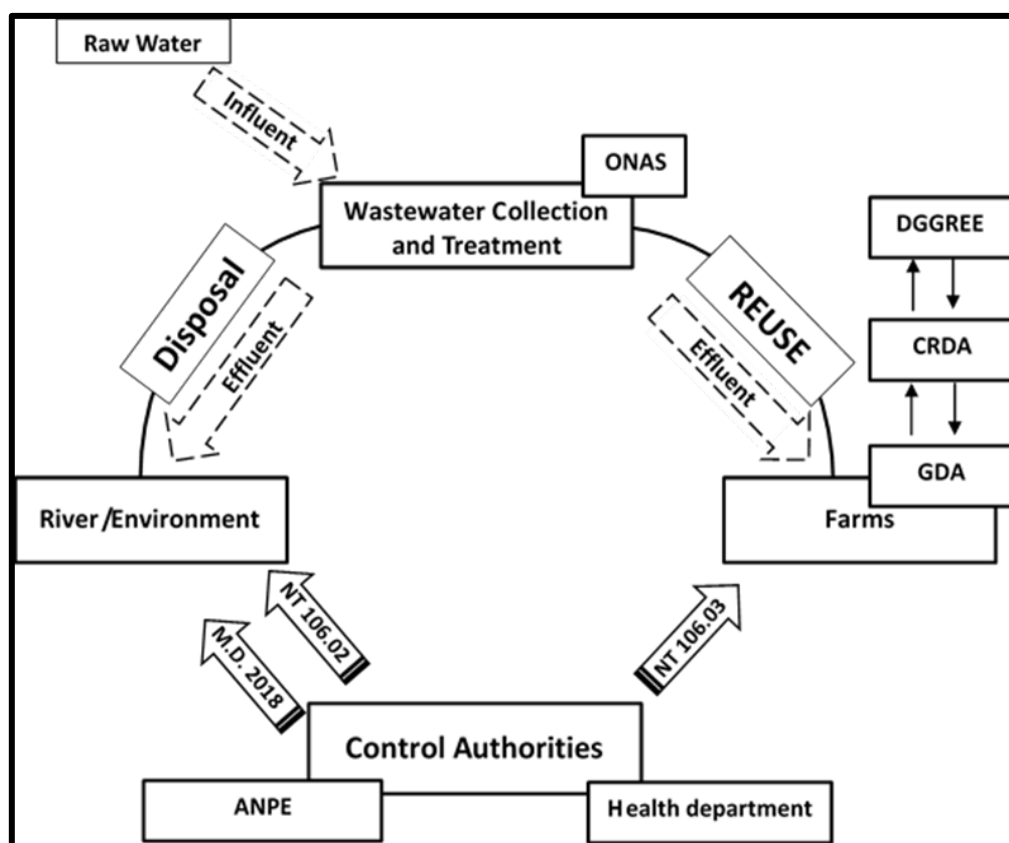 Raw Water
Influent
ONAS
Wastewater Collection
and Treatment
DGGREE
Disposal
Effluent
REUSE
Effluent
CRDA
GDA
River/Environment
Farms
NT 106.02
M.D. 2018
NT 106.03
Control Authorities
ANPE
Health department